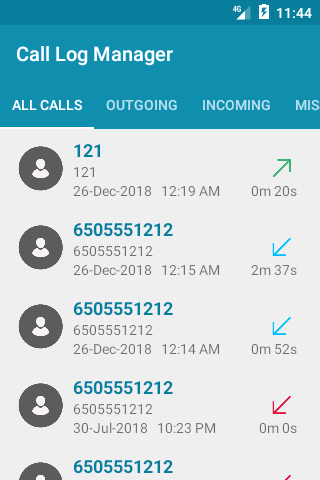 4G 11:44
Call Log Manager
ALL CALLS OUTGOING INCOMING MIS
121
121
26-Dec-2018 12:19 AM 0m 20s
6505551212
6505551212
26-Dec-2018 12:15 AM 2m 37s
6505551212
6505551212
26-Dec-2018 12:14 AM 0m 52s
6505551212
6505551212
30-Jul-2018 10:23 PM 0m 0s
6505551212